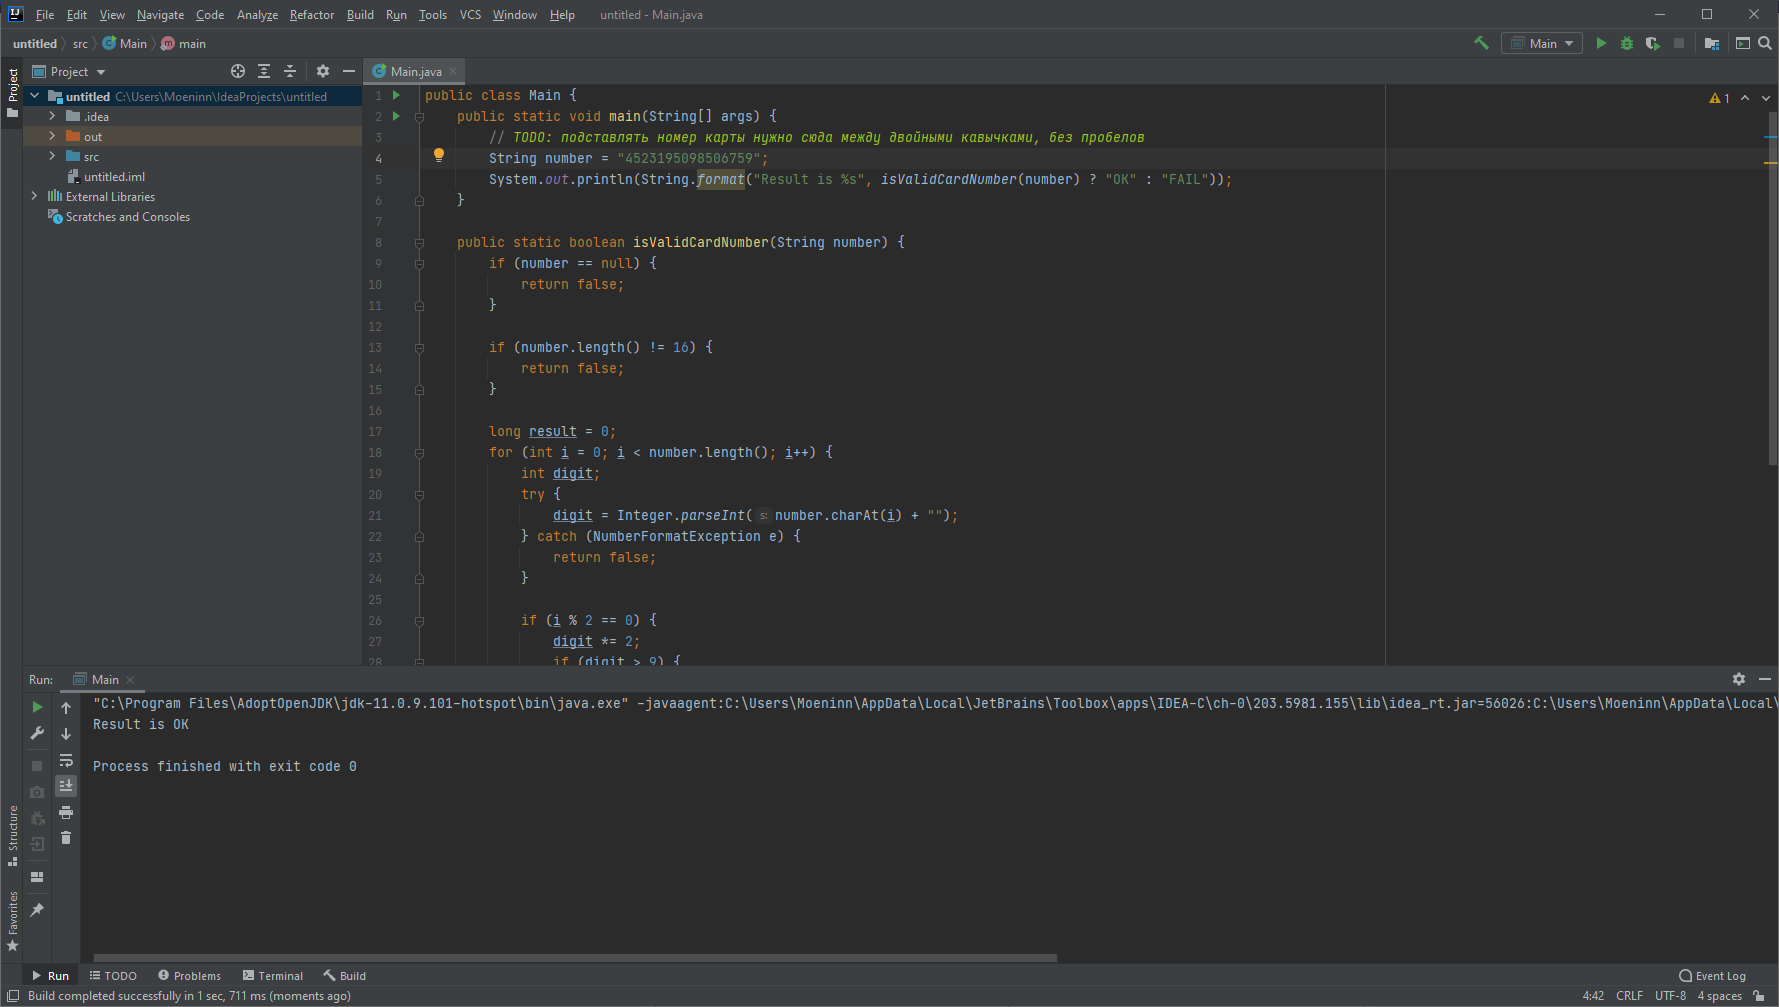 File Edit View Navigate Code Analyze Refactor Build Run Tools VCS Window Help untitled - Main.java
untitled src Main main
Main
Project
Main.java
Project
untitled C:\Users\Moeninn\IdeaProjects\untitled
.idea
out
src
untitled.iml
External Libraries
Scratches and Consoles
1
1 public class Main {
2 public static void main(String[] args) {
3 // TODO: подставлять номер карты нужно сюда между двойными кавычками, без пробелов
4 String number = "4523195098506759";
5 System.out.println(String.format("Result is %s", isValidCardNumber(number) ? "OK" : "FAIL"));
6 }
7
8 public static boolean isValidCardNumber(String number) {
9 if (number == null) {
10 return false;
11 }
12
13 if (number.length() != 16) {
14 return false;
15 }
16
17 long result = 0;
18 for (int i = 0; i < number.length(); i++) {
19 int digit;
20 try {
21 digit = Integer.parseInt( s: number.charAt(i) + "");
22 } catch (NumberFormatException e) {
23 return false;
24 }
25
26 if (i % 2 == 0) {
27 digit *= 2;
28 if (digit > 9) {
Run: Main
"C:\Program Files\AdoptOpenJDK\jdk-11.0.9.101-hotspot\bin\java.exe" -javaagent:C:\Users\Moeninn\AppData\Local\JetBrains\Toolbox\apps\IDEA-C\ch-0\203.5981.155\lib\idea_rt.jar=56026:C:\Users\Moeninn\AppData\Local\
Result is OK
Process finished with exit code 0
Structure
Favorites
Run TODO Problems Terminal Build Event Log
Build completed successfully in 1 sec, 711 ms (moments ago) 4:42 CRLF UTF-8 4 spaces